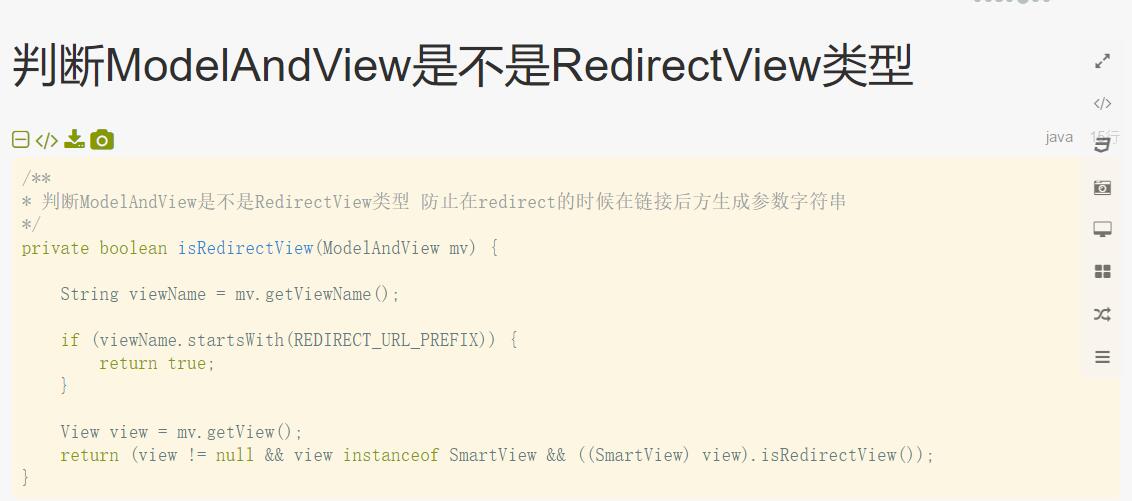 判断ModelAndView是不是RedirectView类型
java 15行
/**
* 判断ModelAndView是不是RedirectView类型 防止在redirect的时候在链接后方生成参数字符串
*/
private boolean isRedirectView(ModelAndView mv) {
String viewName = mv.getViewName();
if (viewName.startsWith(REDIRECT_URL_PREFIX)) {
return true;
}
View view = mv.getView();
return (view != null && view instanceof SmartView && ((SmartView) view).isRedirectView());
}